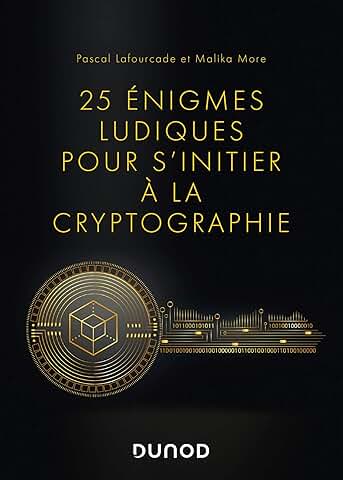 Pascal Lafourcade et Malika More
25 ÉNIGMES
LUDIQUES
POUR S'INITIER
À LA
CRYPTOGRAPHIE
DUNOD